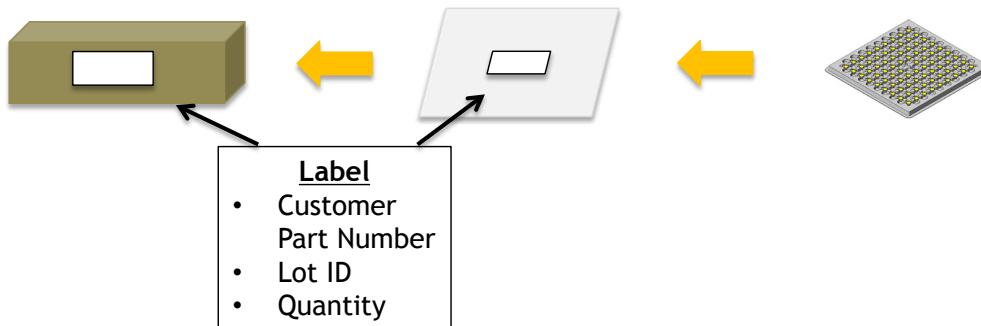 Label
• Customer
Part Number
• Lot ID
• Quantity